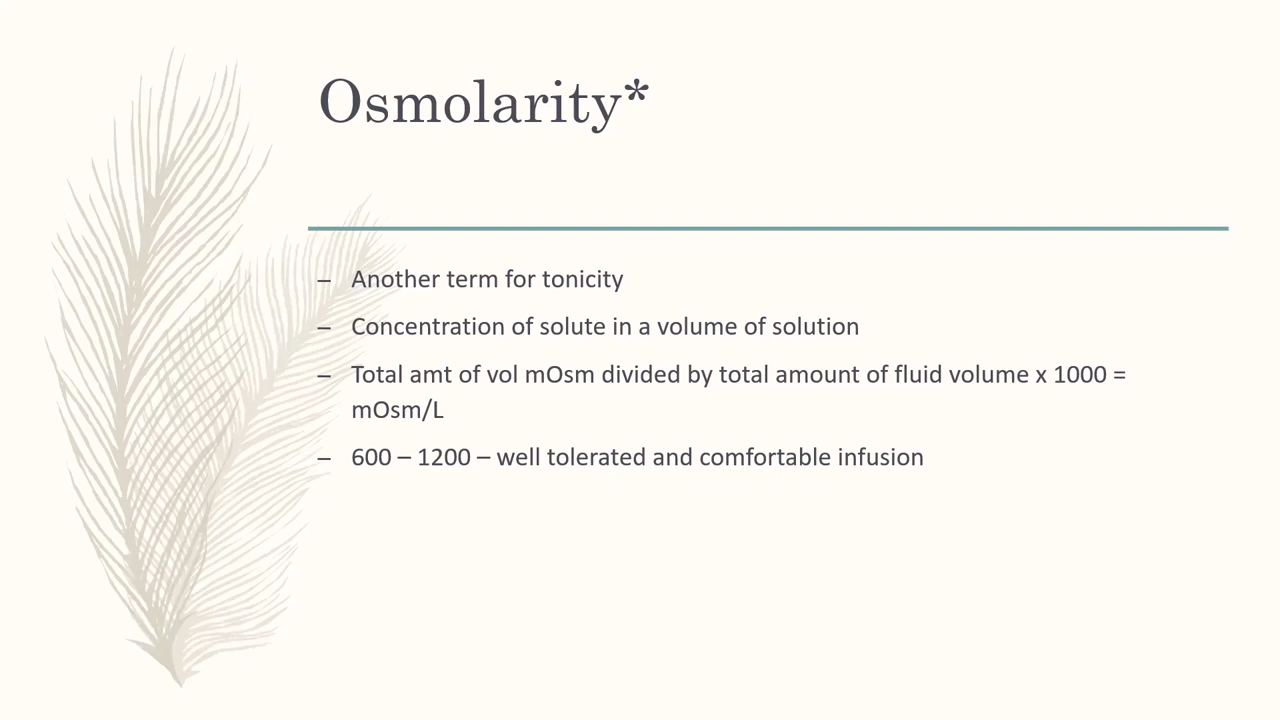 Osmolarity*
– Another term for tonicity
– Concentration of solute in a volume of solution
– Total amt of vol mOsm divided by total amount of fluid volume x 1000 =
mOsm/L
– 600 – 1200 – well tolerated and comfortable infusion